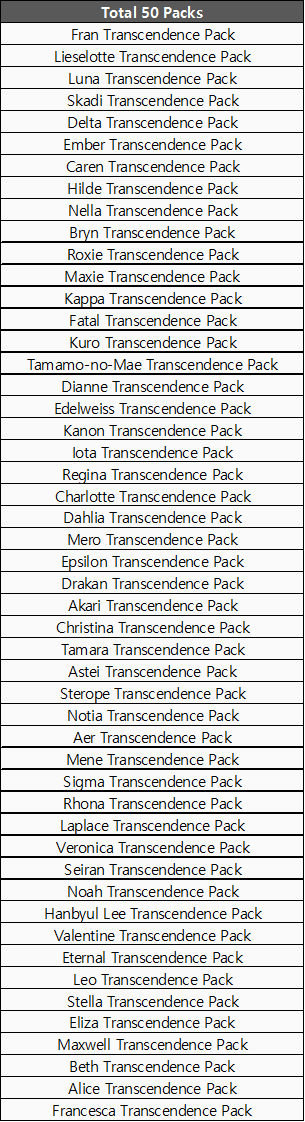 Total 50 Packs
Fran Transcendence Pack
Lieselotte Transcendence Pack
Luna Transcendence Pack
Skadi Transcendence Pack
Delta Transcendence Pack
Ember Transcendence Pack
Caren Transcendence Pack
Hilde Transcendence Pack
Nella Transcendence Pack
Bryn Transcendence Pack
Roxie Transcendence Pack
Maxie Transcendence Pack
Kappa Transcendence Pack
Fatal Transcendence Pack
Kuro Transcendence Pack
Tamamo-no-Mae Transcendence Pack
Dianne Transcendence Pack
Edelweiss Transcendence Pack
Kanon Transcendence Pack
Iota Transcendence Pack
Regina Transcendence Pack
Charlotte Transcendence Pack
Dahlia Transcendence Pack
Mero Transcendence Pack
Epsilon Transcendence Pack
Drakan Transcendence Pack
Akari Transcendence Pack
Christina Transcendence Pack
Tamara Transcendence Pack
Astei Transcendence Pack
Sterope Transcendence Pack
Notia Transcendence Pack
Aer Transcendence Pack
Mene Transcendence Pack
Sigma Transcendence Pack
Rhona Transcendence Pack
Laplace Transcendence Pack
Veronica Transcendence Pack
Seiran Transcendence Pack
Noah Transcendence Pack
Hanbyul Lee Transcendence Pack
Valentine Transcendence Pack
Eternal Transcendence Pack
Leo Transcendence Pack
Stella Transcendence Pack
Eliza Transcendence Pack
Maxwell Transcendence Pack
Beth Transcendence Pack
Alice Transcendence Pack
Francesca Transcendence Pack